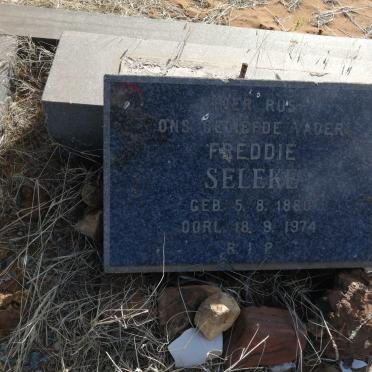 HIER RUS
ONS GELIEFDE VADER
FREDDIE
SELEKE
GEB. 5. 8. 1880
OORL. 18. 9. 1974
R. I. P.